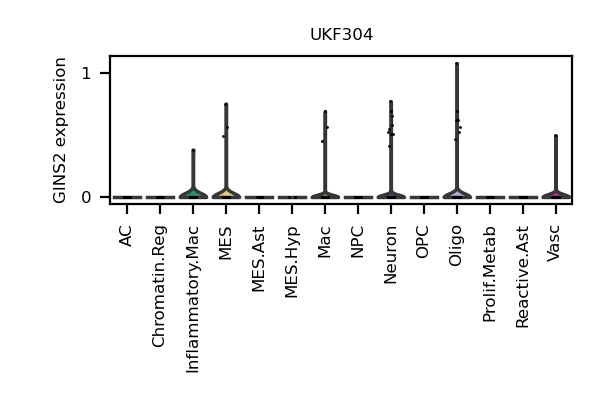 UKF304
GINS2 expression
1
0
AC
Chromatin.Reg
Inflammatory.Mac
MES
MES.Ast
MES.Hyp
Mac
NPC
Neuron
OPC
Oligo
Prolif.Metab
Reactive.Ast
Vasc